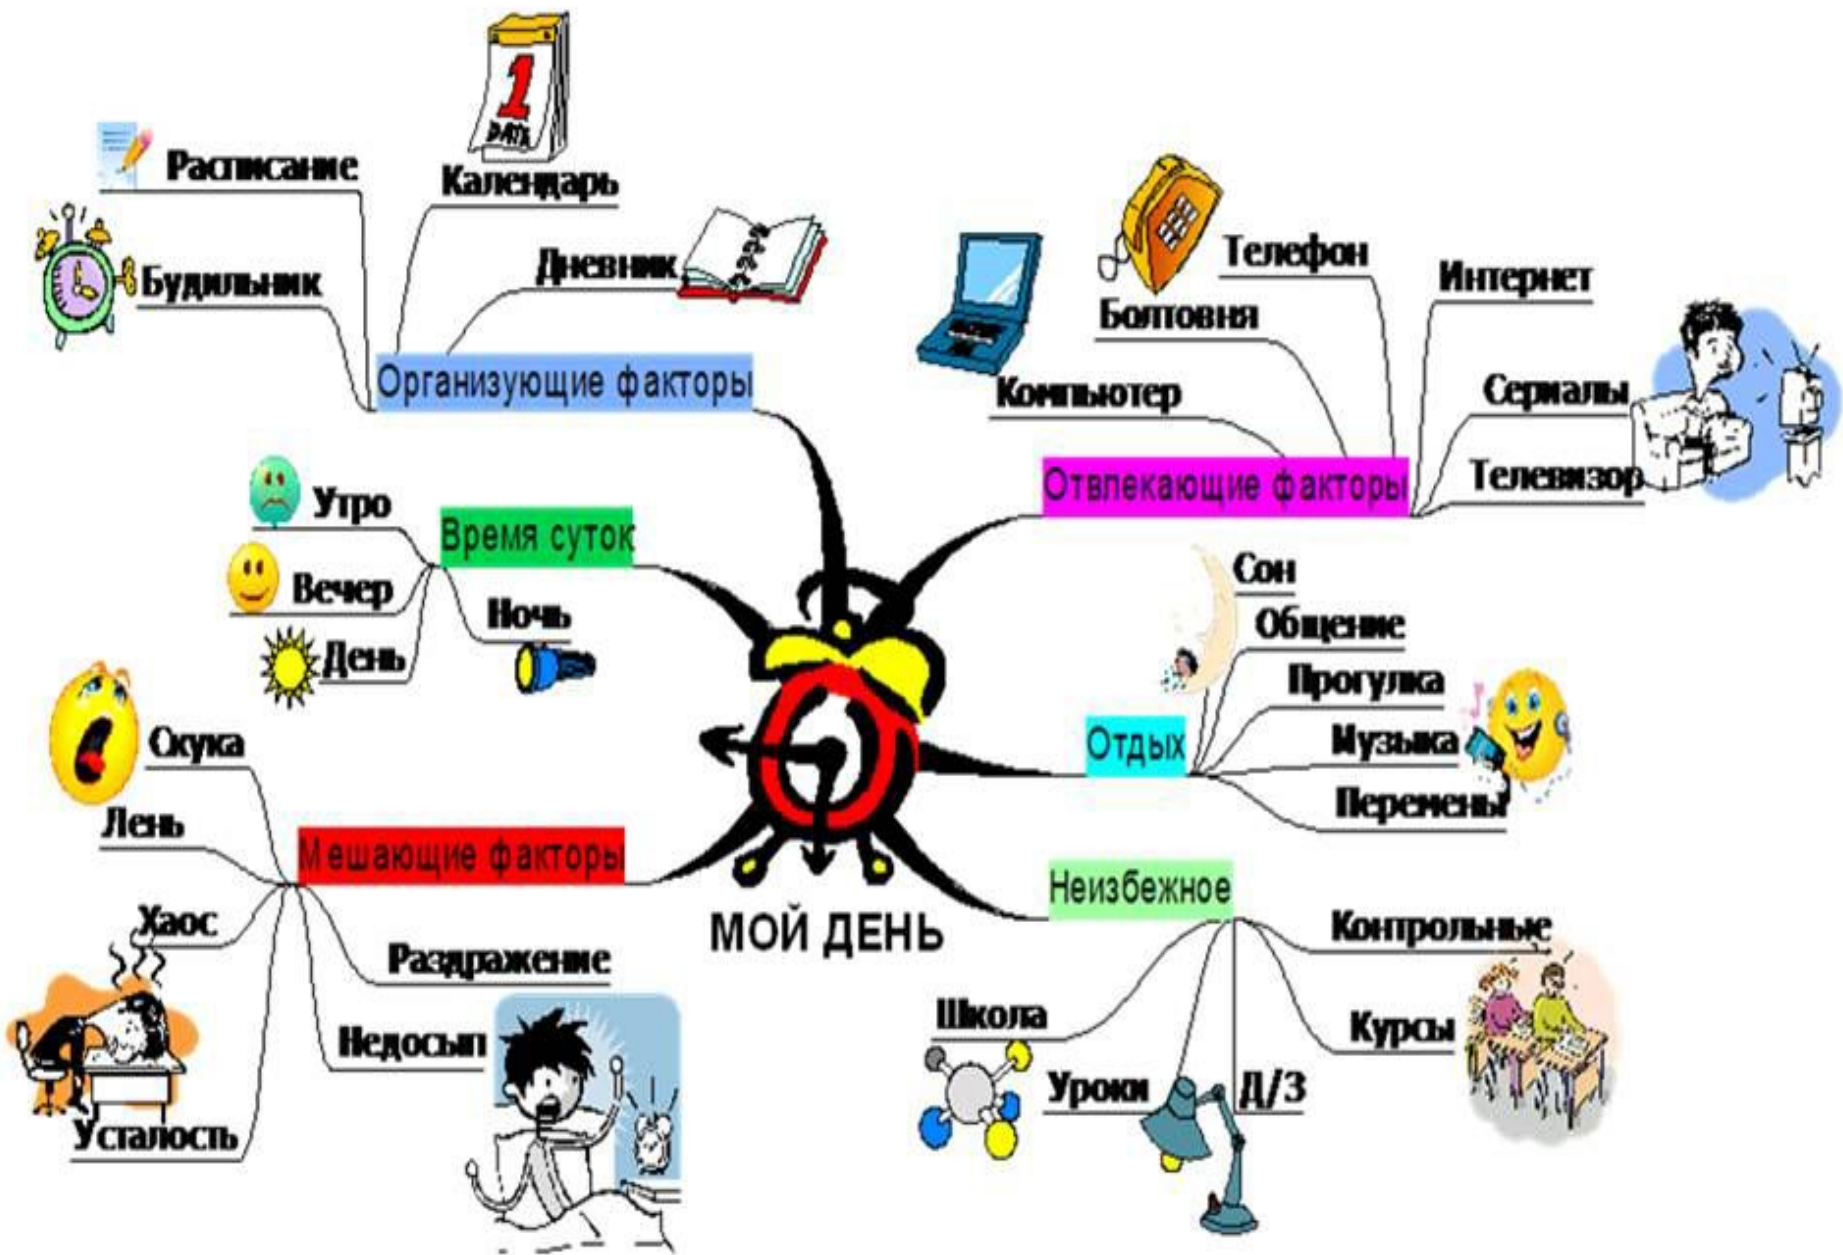 1
DATA
Расписание
Календарь
Будильник
Дневник
Организующие факторы
Телефон
Интернет
Болтовня
Компьютер
Сериалы
Телевизор
Отвлекающие факторы
Время суток
Утро
Вечер
День
Ночь
Сон
Общение
Прогулка
Музыка
Перемены
Отдых
Скука
Лень
Мешающие факторы
Хаос
Раздражение
Недосып
Усталость
МОЙ ДЕНЬ
Неизбежное
Контрольные
Школа
Курсы
Уроки
Д/З